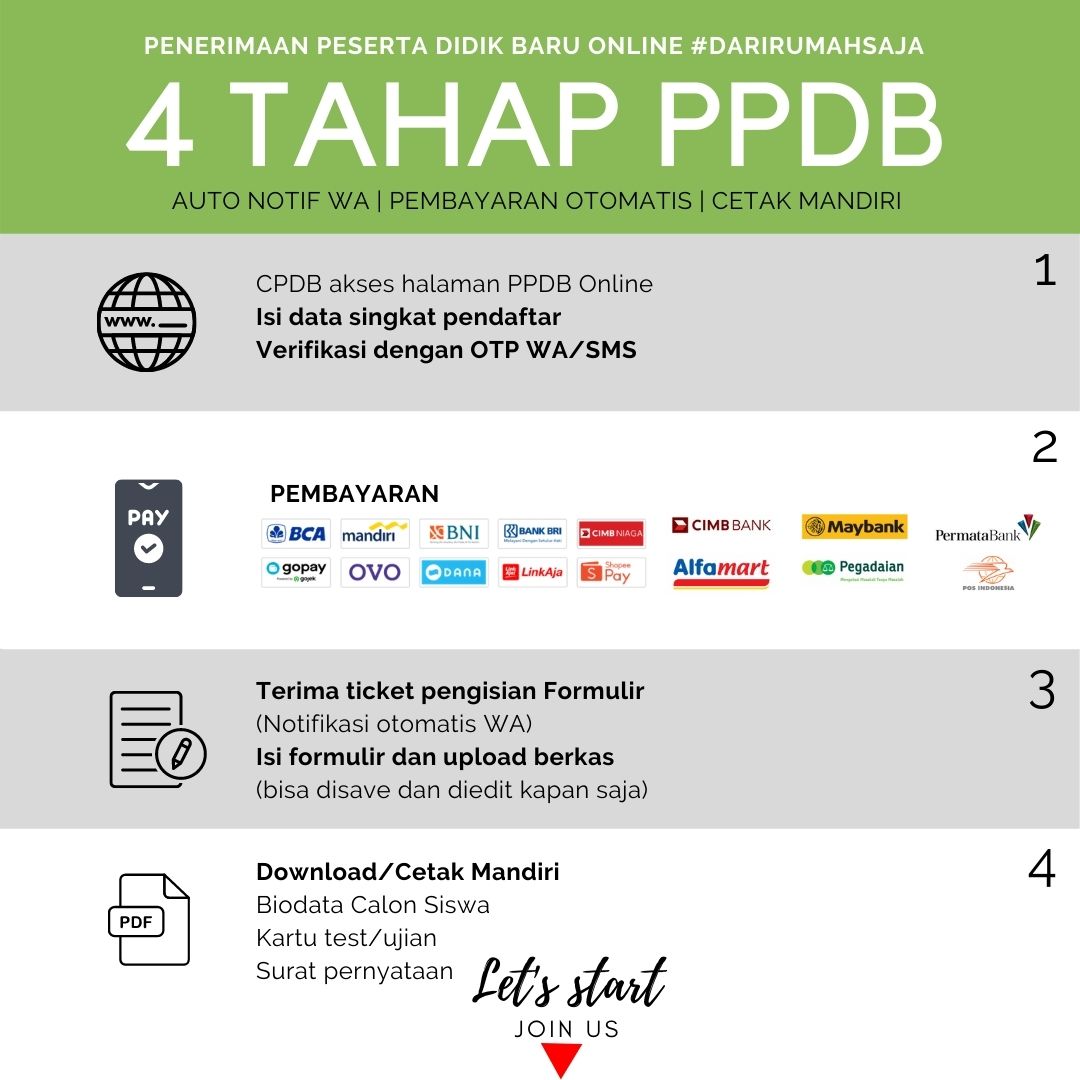 PENERIMAAN PESERTA DIDIK BARU ONLINE #DARIRUMAHSAJA
4 TAHAP PPDB
AUTO NOTIF WA | PEMBAYARAN OTOMATIS | CETAK MANDIRI
1
www.
CPDB akses halaman PPDB Online
Isi data singkat pendaftar
Verifikasi dengan OTP WA/SMS
2
PAY
PEMBAYARAN
BCA mandiri BNI BANK BRI CIMB NIAGA CIMB BANK Maybank PermataBank
gopay OVO DANA LinkAja Shopee Pay Alfamart Pegadaian POS INDONESIA
3
Terima ticket pengisian Formulir
(Notifikasi otomatis WA)
Isi formulir dan upload berkas
(bisa disave dan diedit kapan saja)
4
PDF
Download/Cetak Mandiri
Biodata Calon Siswa
Kartu test/ujian
Surat pernyataan
Let's start
JOIN US